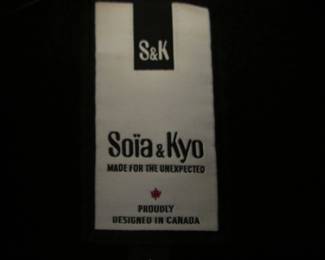 S&K
Soïa & Kyo
MADE FOR THE UNEXPECTED
PROUDLY
DESIGNED IN CANADA